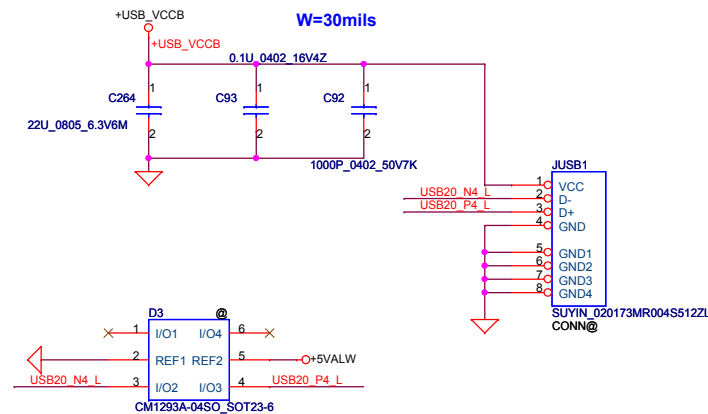 +USB_VCCB
W=30mils
+USB_VCCB
0.1U_0402_16V4Z
1
1
1
C264
C93
C92
22U_0805_6.3V6M
2
2
2
1000P_0402_50V7K
JUSB1
1
VCC
USB20_N4_L
2
D-
USB20_P4_L
3
D+
4
GND
5
GND1
6
GND2
7
GND3
8
GND4
SUYIN_020173MR004S512ZL
CONN@
D3
@
1
I/O1
I/O4
6
2
REF1
REF2
5
+5VALW
USB20_N4_L
3
I/O2
I/O3
4
USB20_P4_L
CM1293A-04SO_SOT23-6